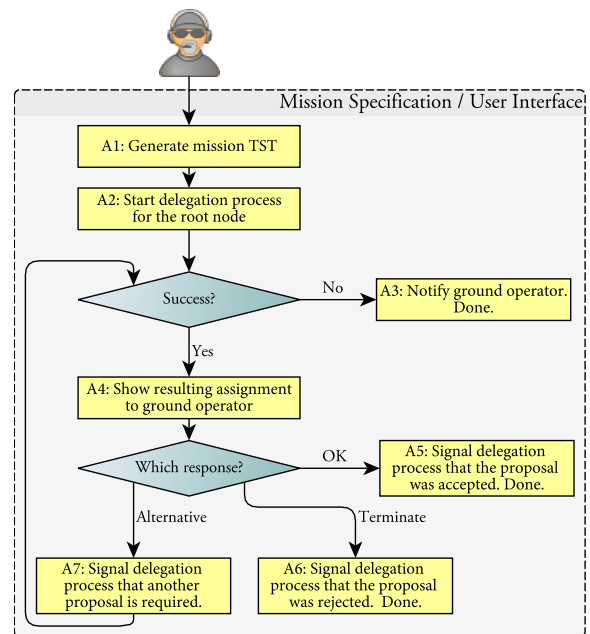 Mission Specification / User Interface
A1: Generate mission TST
A2: Start delegation process
for the root node
Success?
No
A3: Notify ground operator.
Done.
Yes
A4: Show resulting assignment
to ground operator
Which response?
OK
A5: Signal delegation
process that the proposal
was accepted. Done.
Alternative
Terminate
A7: Signal delegation
process that another
proposal is required.
A6: Signal delegation
process that the proposal
was rejected. Done.